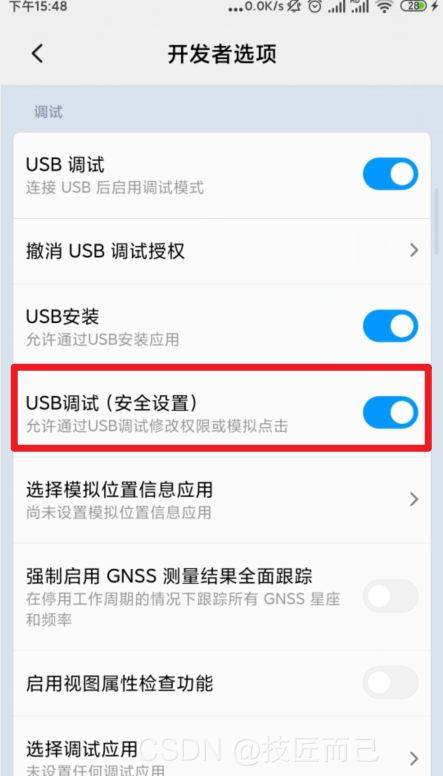 下午15:48
...0.0K/s
28
开发者选项
调试
USB 调试
连接 USB 后启用调试模式
撤消 USB 调试授权
USB安装
允许通过USB安装应用
USB调试（安全设置）
允许通过USB调试修改权限或模拟点击
选择模拟位置信息应用
尚未设置模拟位置信息应用
强制启用 GNSS 测量结果全面跟踪
在停用工作周期的情况下跟踪所有 GNSS 星座
和频率
启用视图属性检查功能
选择调试应用
未设置任何调试应用
CSDN @技匠而已